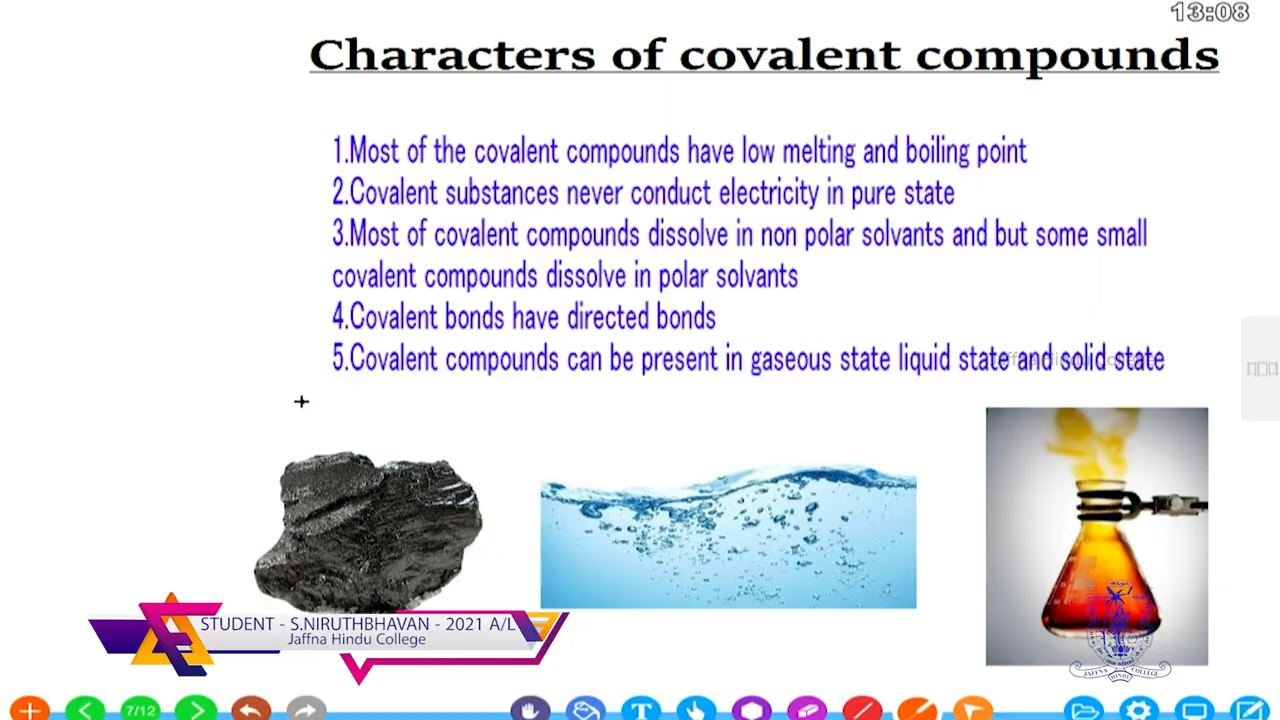 13:08
Characters of covalent compounds
1.Most of the covalent compounds have low melting and boiling point
2.Covalent substances never conduct electricity in pure state
3.Most of covalent compounds dissolve in non polar solvants and but some small
covalent compounds dissolve in polar solvants
4.Covalent bonds have directed bonds
5.Covalent compounds can be present in gaseous state liquid state and solid state
STUDENT - S.NIRUTHBHAVAN - 2021 A/L
Jaffna Hindu College
JAFFNA HINDU COLLEGE
7/12